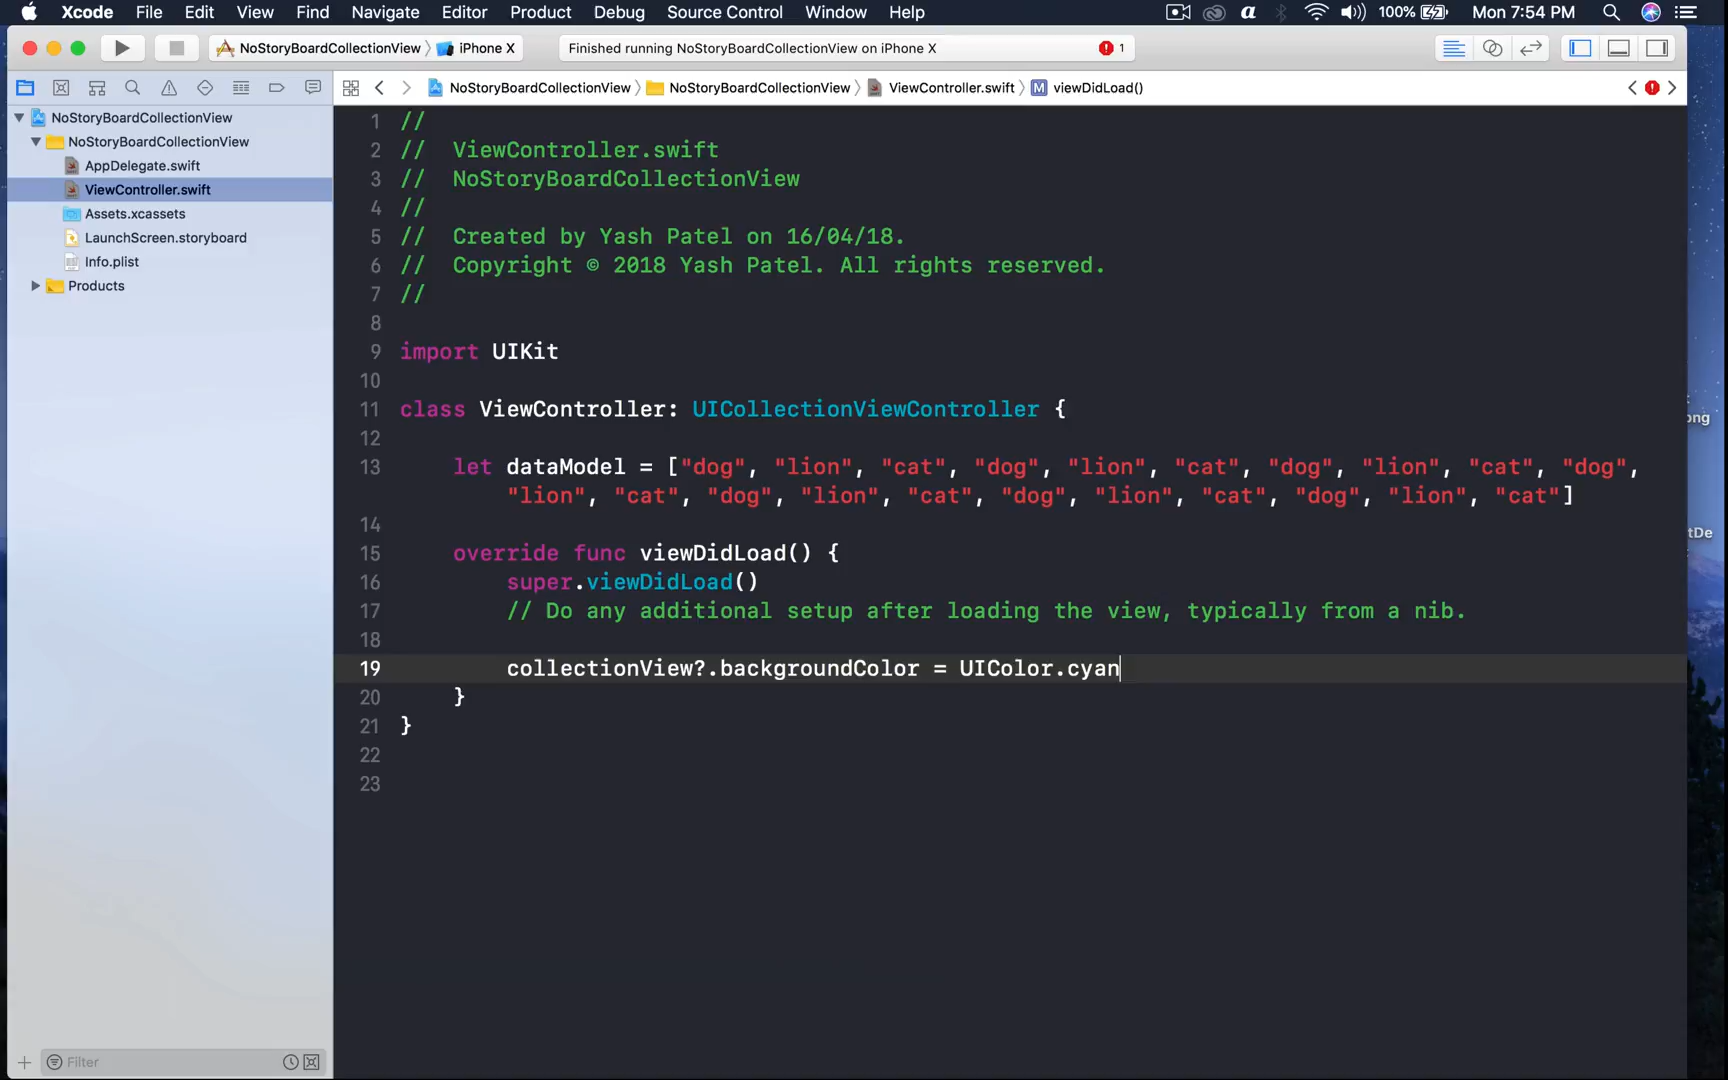 Xcode File Edit View Find Navigate Editor Product Debug Source Control Window Help a 100% Mon 7:54 PM
NoStoryBoardCollectionView iPhone X Finished running NoStoryBoardCollectionView on iPhone X 1
NoStoryBoardCollectionView NoStoryBoardCollectionView ViewController.swift M viewDidLoad()
NoStoryBoardCollectionView
NoStoryBoardCollectionView
AppDelegate.swift
ViewController.swift
Assets.xcassets
LaunchScreen.storyboard
Info.plist
Products
1 //
2 // ViewController.swift
3 // NoStoryBoardCollectionView
4 //
5 // Created by Yash Patel on 16/04/18.
6 // Copyright © 2018 Yash Patel. All rights reserved.
7 //
8
9 import UIKit
10
11 class ViewController: UICollectionViewController {
12
13 let dataModel = ["dog", "lion", "cat", "dog", "lion", "cat", "dog", "lion", "cat", "dog",
"lion", "cat", "dog", "lion", "cat", "dog", "lion", "cat", "dog", "lion", "cat"]
14
15 override func viewDidLoad() {
16 super.viewDidLoad()
17 // Do any additional setup after loading the view, typically from a nib.
18
19 collectionView?.backgroundColor = UIColor.cyan
20 }
21 }
22
23
ong
tDe
Filter